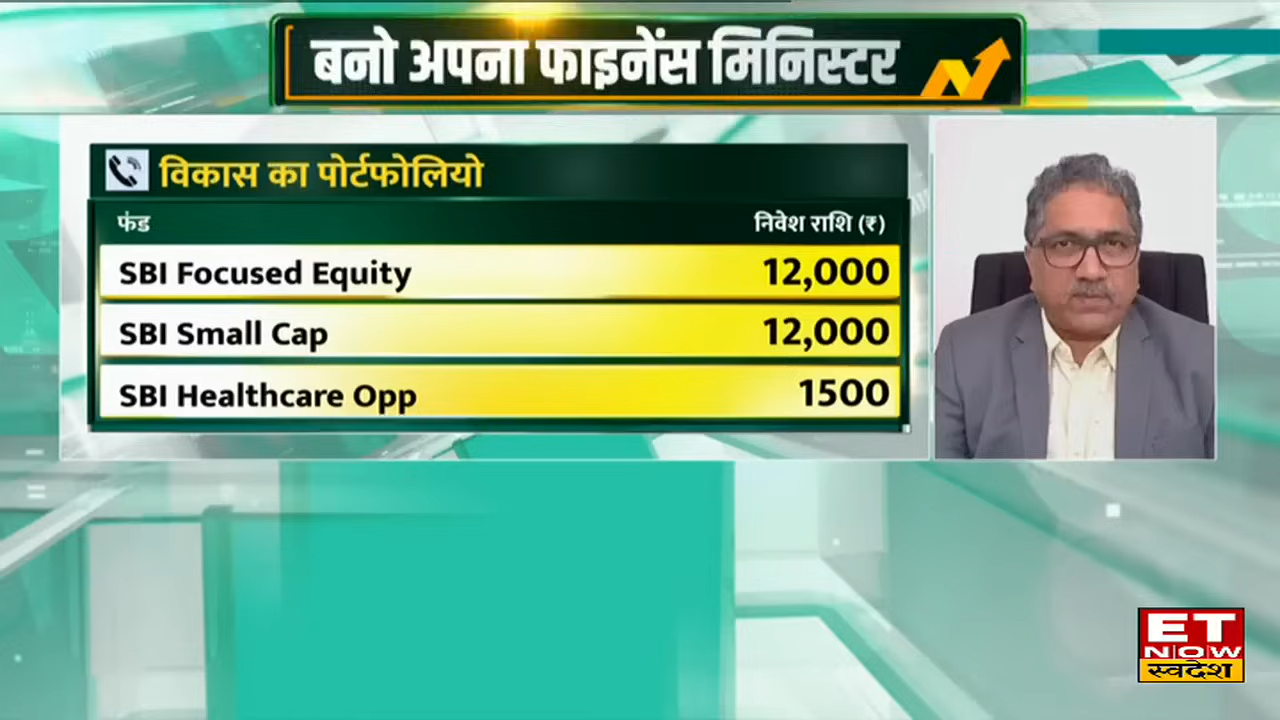 बनो अपना फाइनेंस मिनिस्टर
विकास का पोर्टफोलियो
फंड निवेश राशि (₹)
SBI Focused Equity 12,000
SBI Small Cap 12,000
SBI Healthcare Opp 1500
ET
NOW
स्वदेश